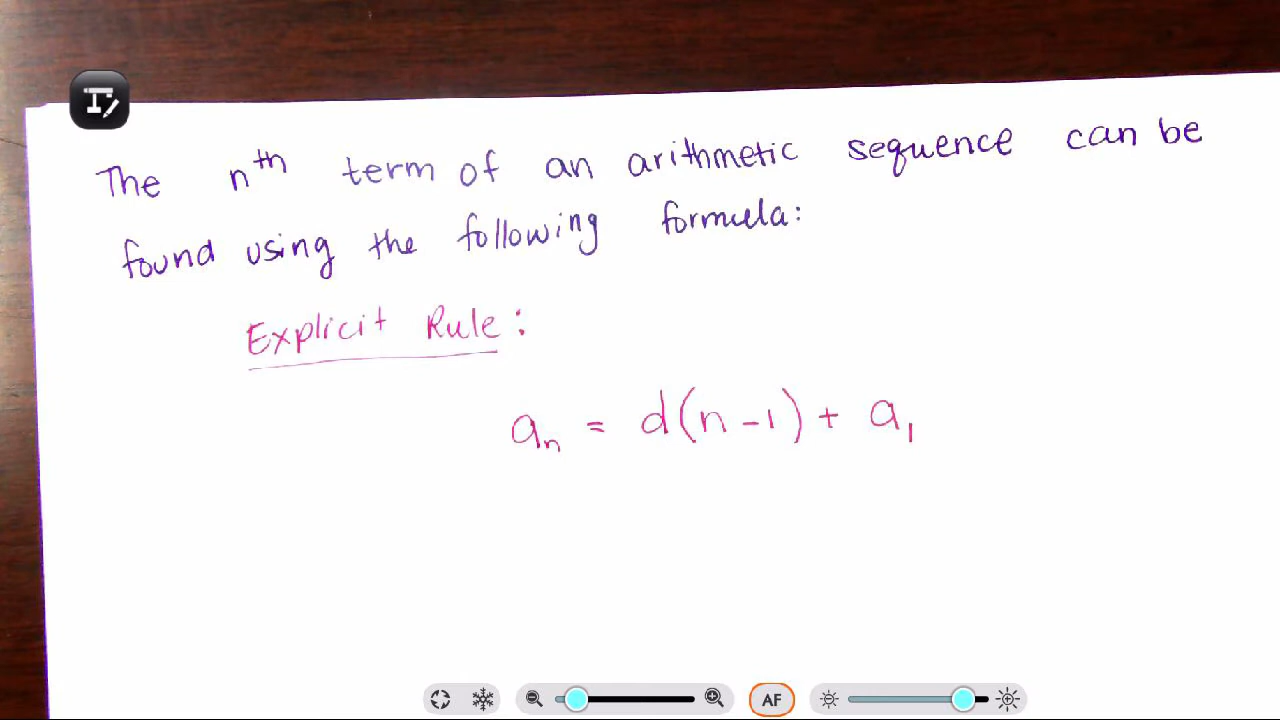 The nth term of an arithmetic sequence can be
found using the following formula:
Explicit Rule:
aₙ = d(n-1) + a₁
AF